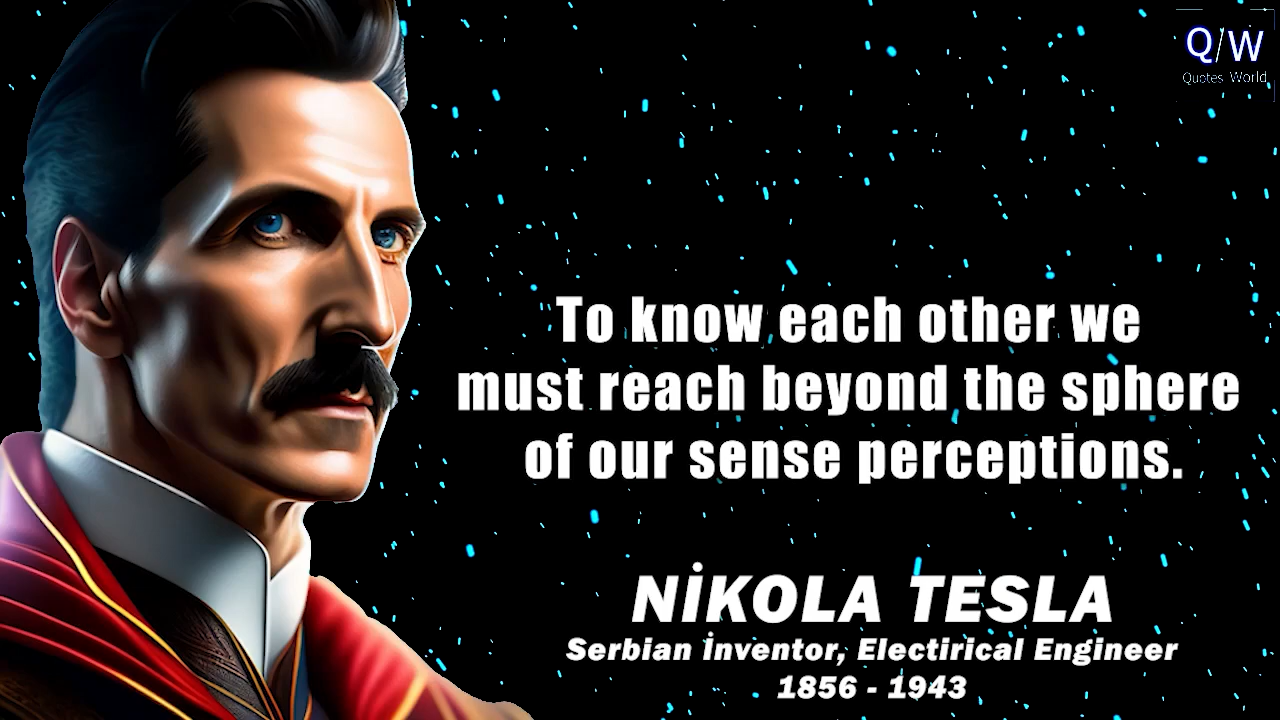 Q/W
Quotes World
To know each other we
must reach beyond the sphere
of our sense perceptions.
NİKOLA TESLA
Serbian inventor, Electirical Engineer
1856 - 1943